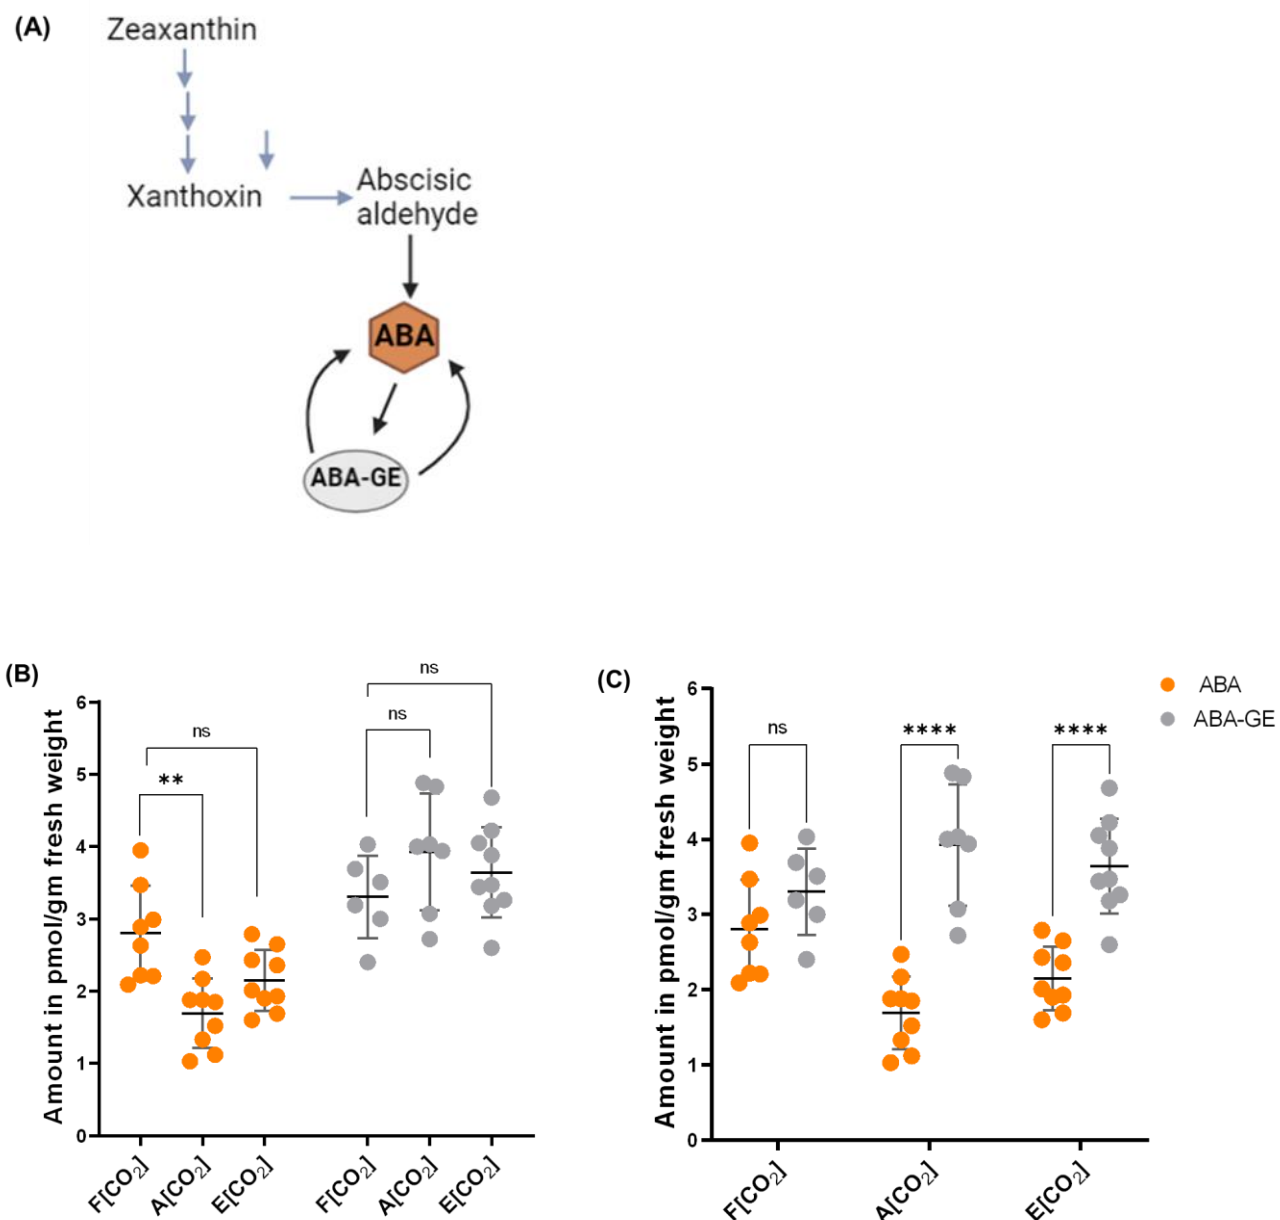 (A)
Zeaxanthin
Xanthoxin
Abscisic
aldehyde
ABA
ABA-GE
(B)
Amount in pmol/gm fresh weight
6
5
4
3
2
1
0
ns
**
ns
ns
F[CO₂]
A[CO₂]
E[CO₂]
F[CO₂]
A[CO₂]
E[CO₂]
(C)
Amount in pmol/gm fresh weight
6
5
4
3
2
1
0
ns
****
****
F[CO₂]
A[CO₂]
E[CO₂]
ABA
ABA-GE